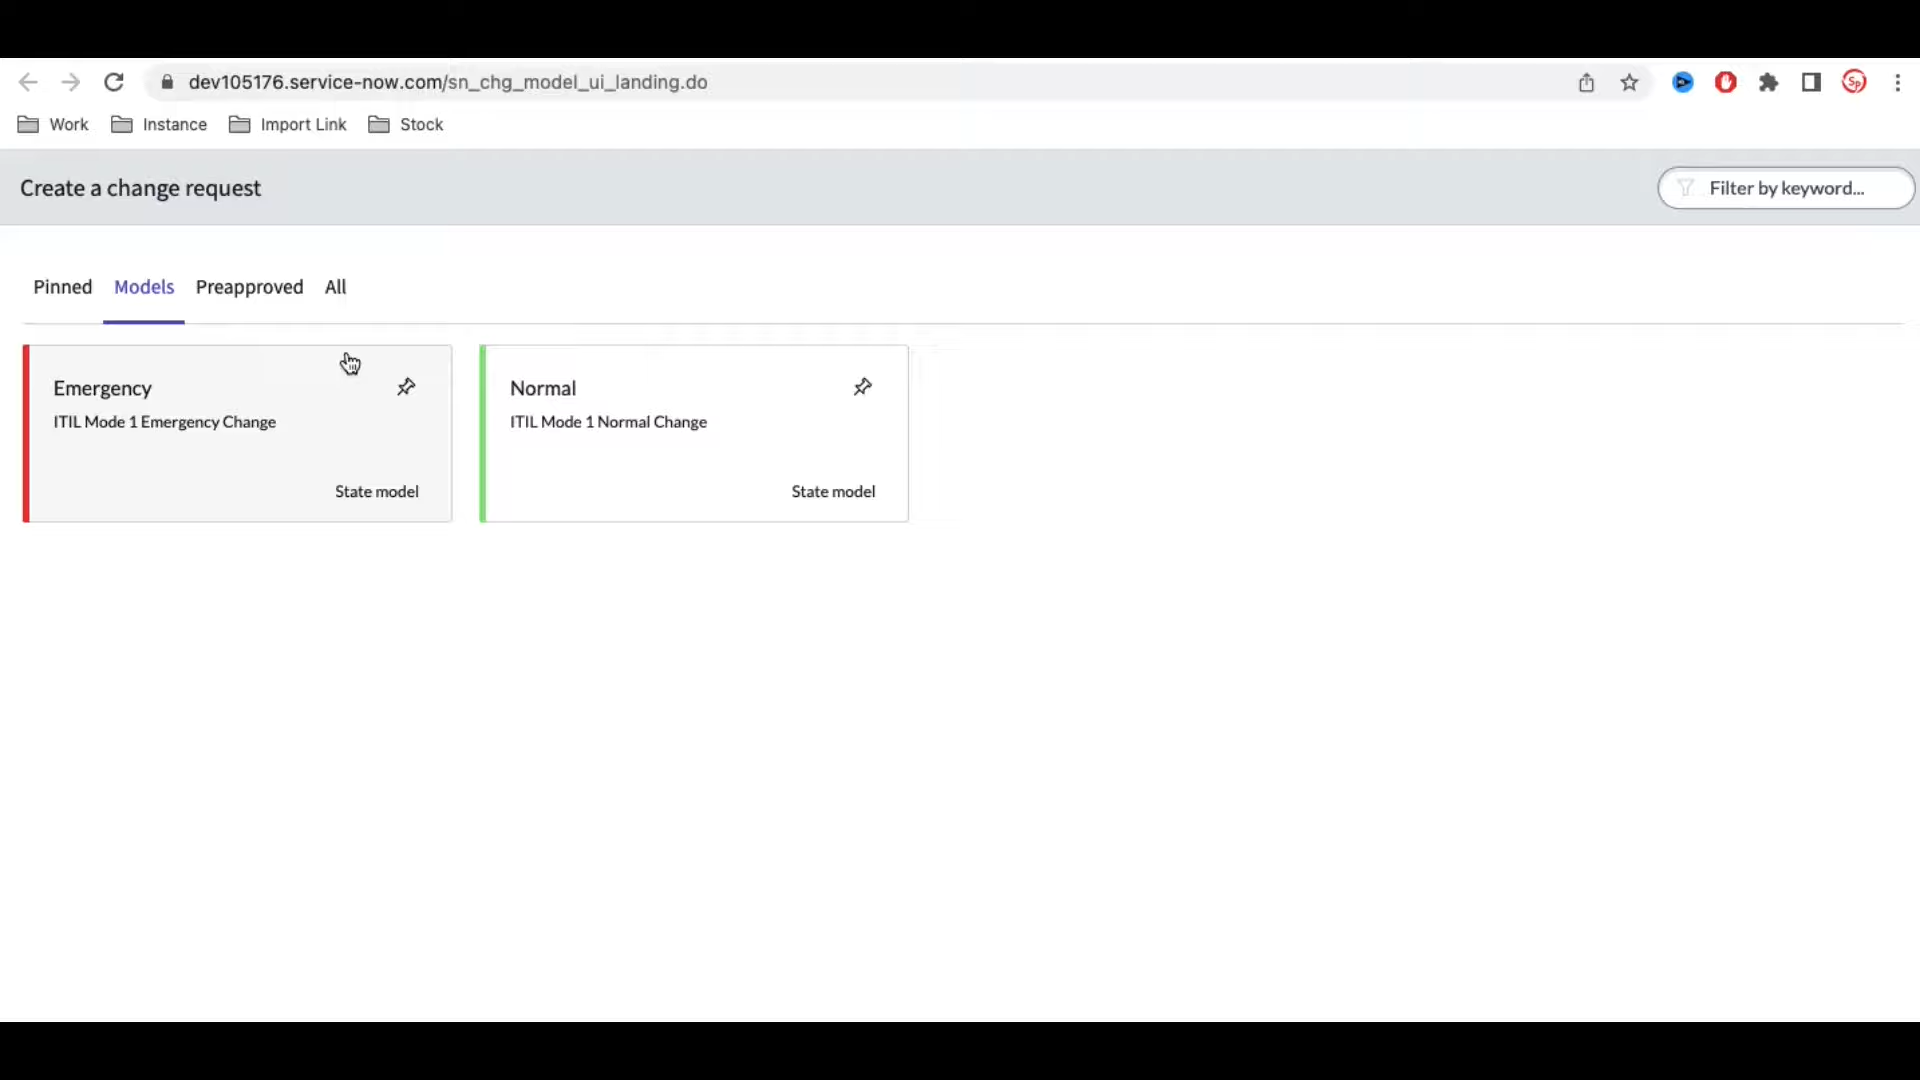 dev105176.service-now.com/sn_chg_model_ui_landing.do
Sp
Work Instance Import Link Stock
Create a change request
Filter by keyword...
Pinned Models Preapproved All
Emergency
ITIL Mode 1 Emergency Change
State model
Normal
ITIL Mode 1 Normal Change
State model